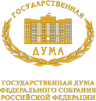 ГОСУДАРСТВЕННАЯ
ДУМА
ГОСУДАРСТВЕННАЯ ДУМА
ФЕДЕРАЛЬНОГО СОБРАНИЯ
РОССИЙСКОЙ ФЕДЕРАЦИИ